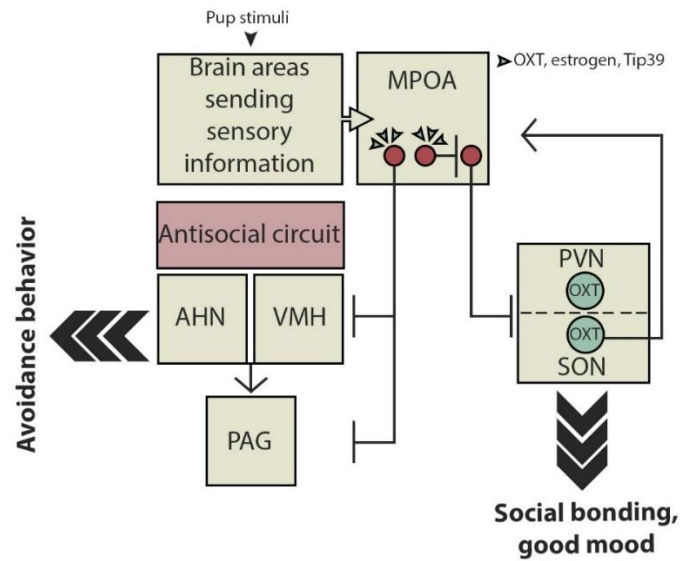 Pup stimuli
Brain areas
sending
sensory
information
MPOA
OXT, estrogen, Tip39
Antisocial circuit
AHN
VMH
PAG
Avoidance behavior
PVN
OXT
OXT
SON
Social bonding,
good mood